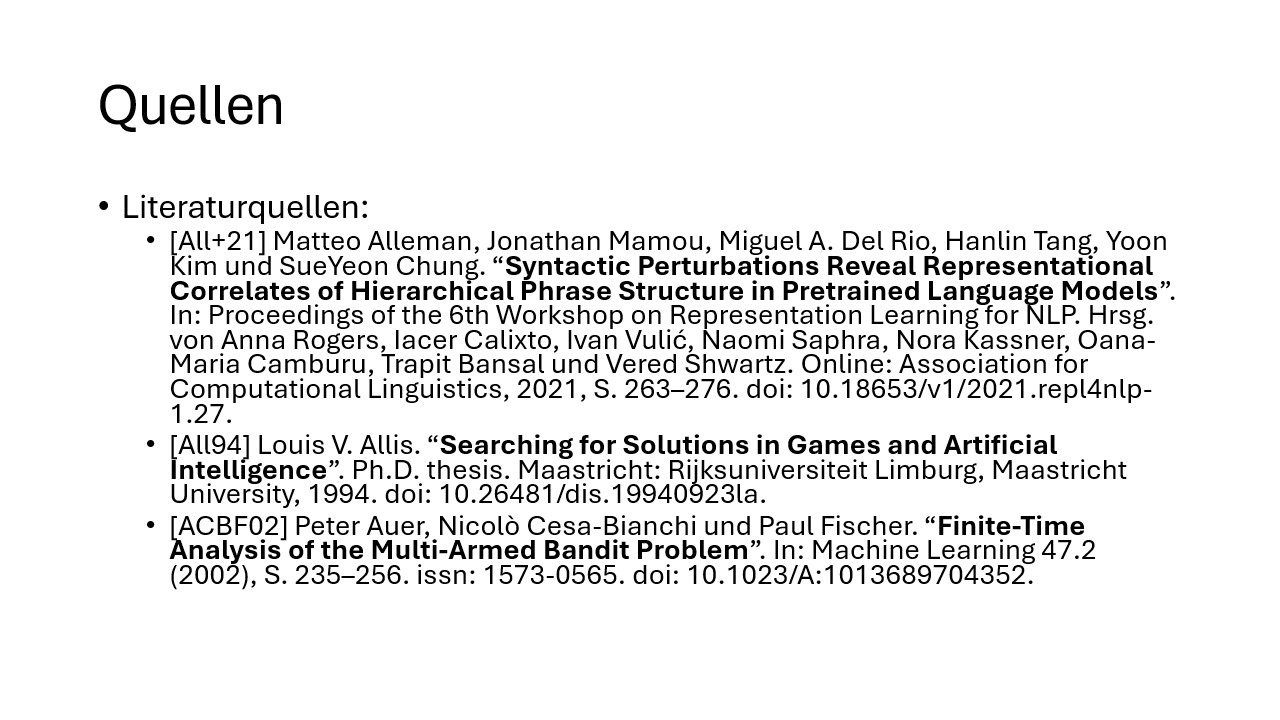 Quellen
• Literaturquellen:
• [All+21] Matteo Alleman, Jonathan Mamou, Miguel A. Del Rio, Hanlin Tang, Yoon
Kim und SueYeon Chung. “Syntactic Perturbations Reveal Representational
Correlates of Hierarchical Phrase Structure in Pretrained Language Models”.
In: Proceedings of the 6th Workshop on Representation Learning for NLP. Hrsg.
von Anna Rogers, Iacer Calixto, Ivan Vulić, Naomi Saphra, Nora Kassner, Oana-
Maria Camburu, Trapit Bansal und Vered Shwartz. Online: Association for
Computational Linguistics, 2021, S. 263–276. doi: 10.18653/v1/2021.repl4nlp-
1.27.
• [All94] Louis V. Allis. “Searching for Solutions in Games and Artificial
Intelligence”. Ph.D. thesis. Maastricht: Rijksuniversiteit Limburg, Maastricht
University, 1994. doi: 10.26481/dis.19940923la.
• [ACBF02] Peter Auer, Nicolò Cesa-Bianchi und Paul Fischer. “Finite-Time
Analysis of the Multi-Armed Bandit Problem”. In: Machine Learning 47.2
(2002), S. 235–256. issn: 1573-0565. doi: 10.1023/A:1013689704352.